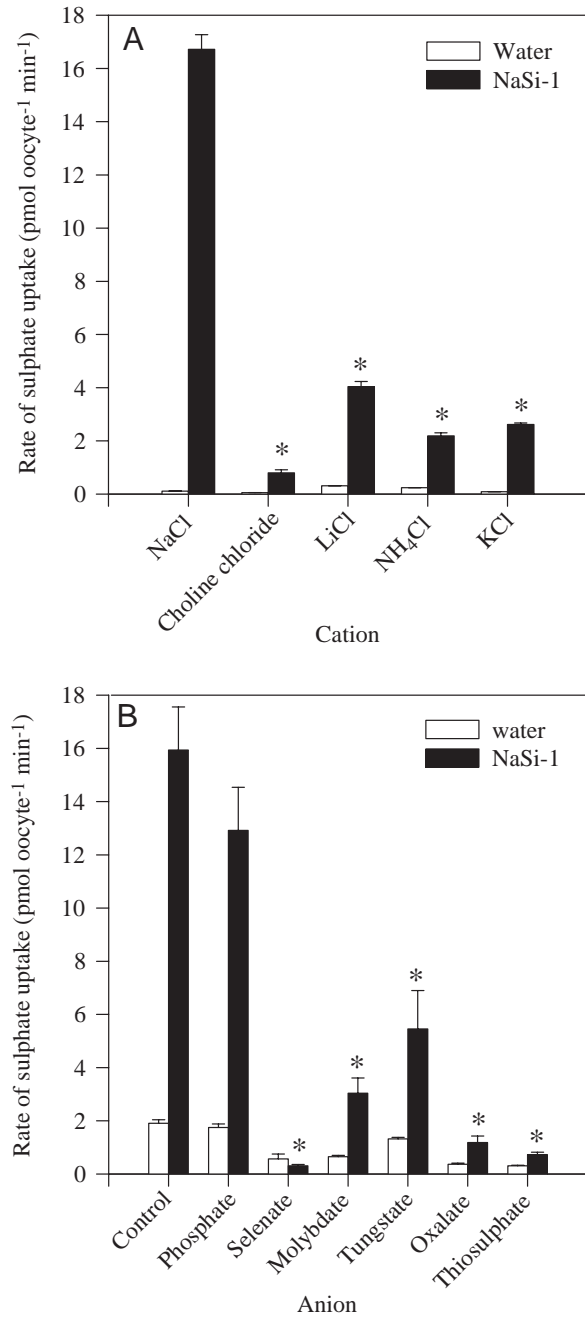 A
Water
NaSi-1
Rate of sulphate uptake (pmol oocyte-1 min-1)
18
16
14
12
10
8
6
4
2
0
*
*
*
*
NaCl
Choline chloride
LiCl
NH4Cl
KCl
Cation
B
water
NaSi-1
Rate of sulphate uptake (pmol oocyte-1 min-1)
18
16
14
12
10
8
6
4
2
0
*
*
*
*
*
Control
Phosphate
Selenate
Molybdate
Tungstate
Oxalate
Thiosulphate
Anion